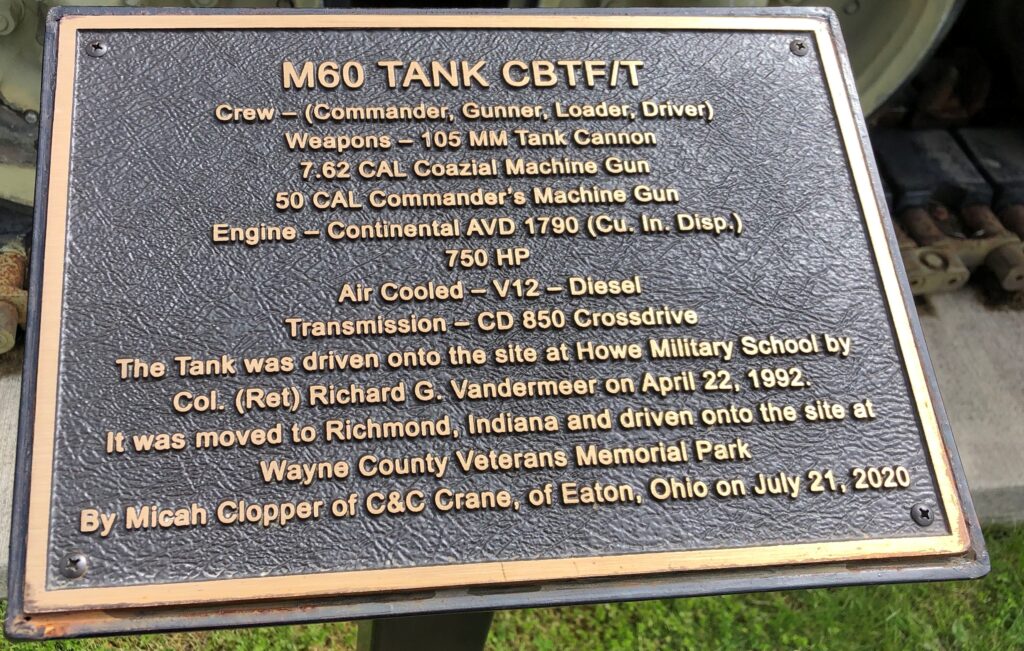 M60 TANK CBTF/T
Crew – (Commander, Gunner, Loader, Driver)
Weapons – 105 MM Tank Cannon
7.62 CAL Coazial Machine Gun
50 CAL Commander's Machine Gun
Engine – Continental AVD 1790 (Cu. In. Disp.)
750 HP
Air Cooled – V12 – Diesel
Transmission – CD 850 Crossdrive
The Tank was driven onto the site at Howe Military School by
Col. (Ret) Richard G. Vandermeer on April 22, 1992.
It was moved to Richmond, Indiana and driven onto the site at
Wayne County Veterans Memorial Park
By Micah Clopper of C&C Crane, of Eaton, Ohio on July 21, 2020